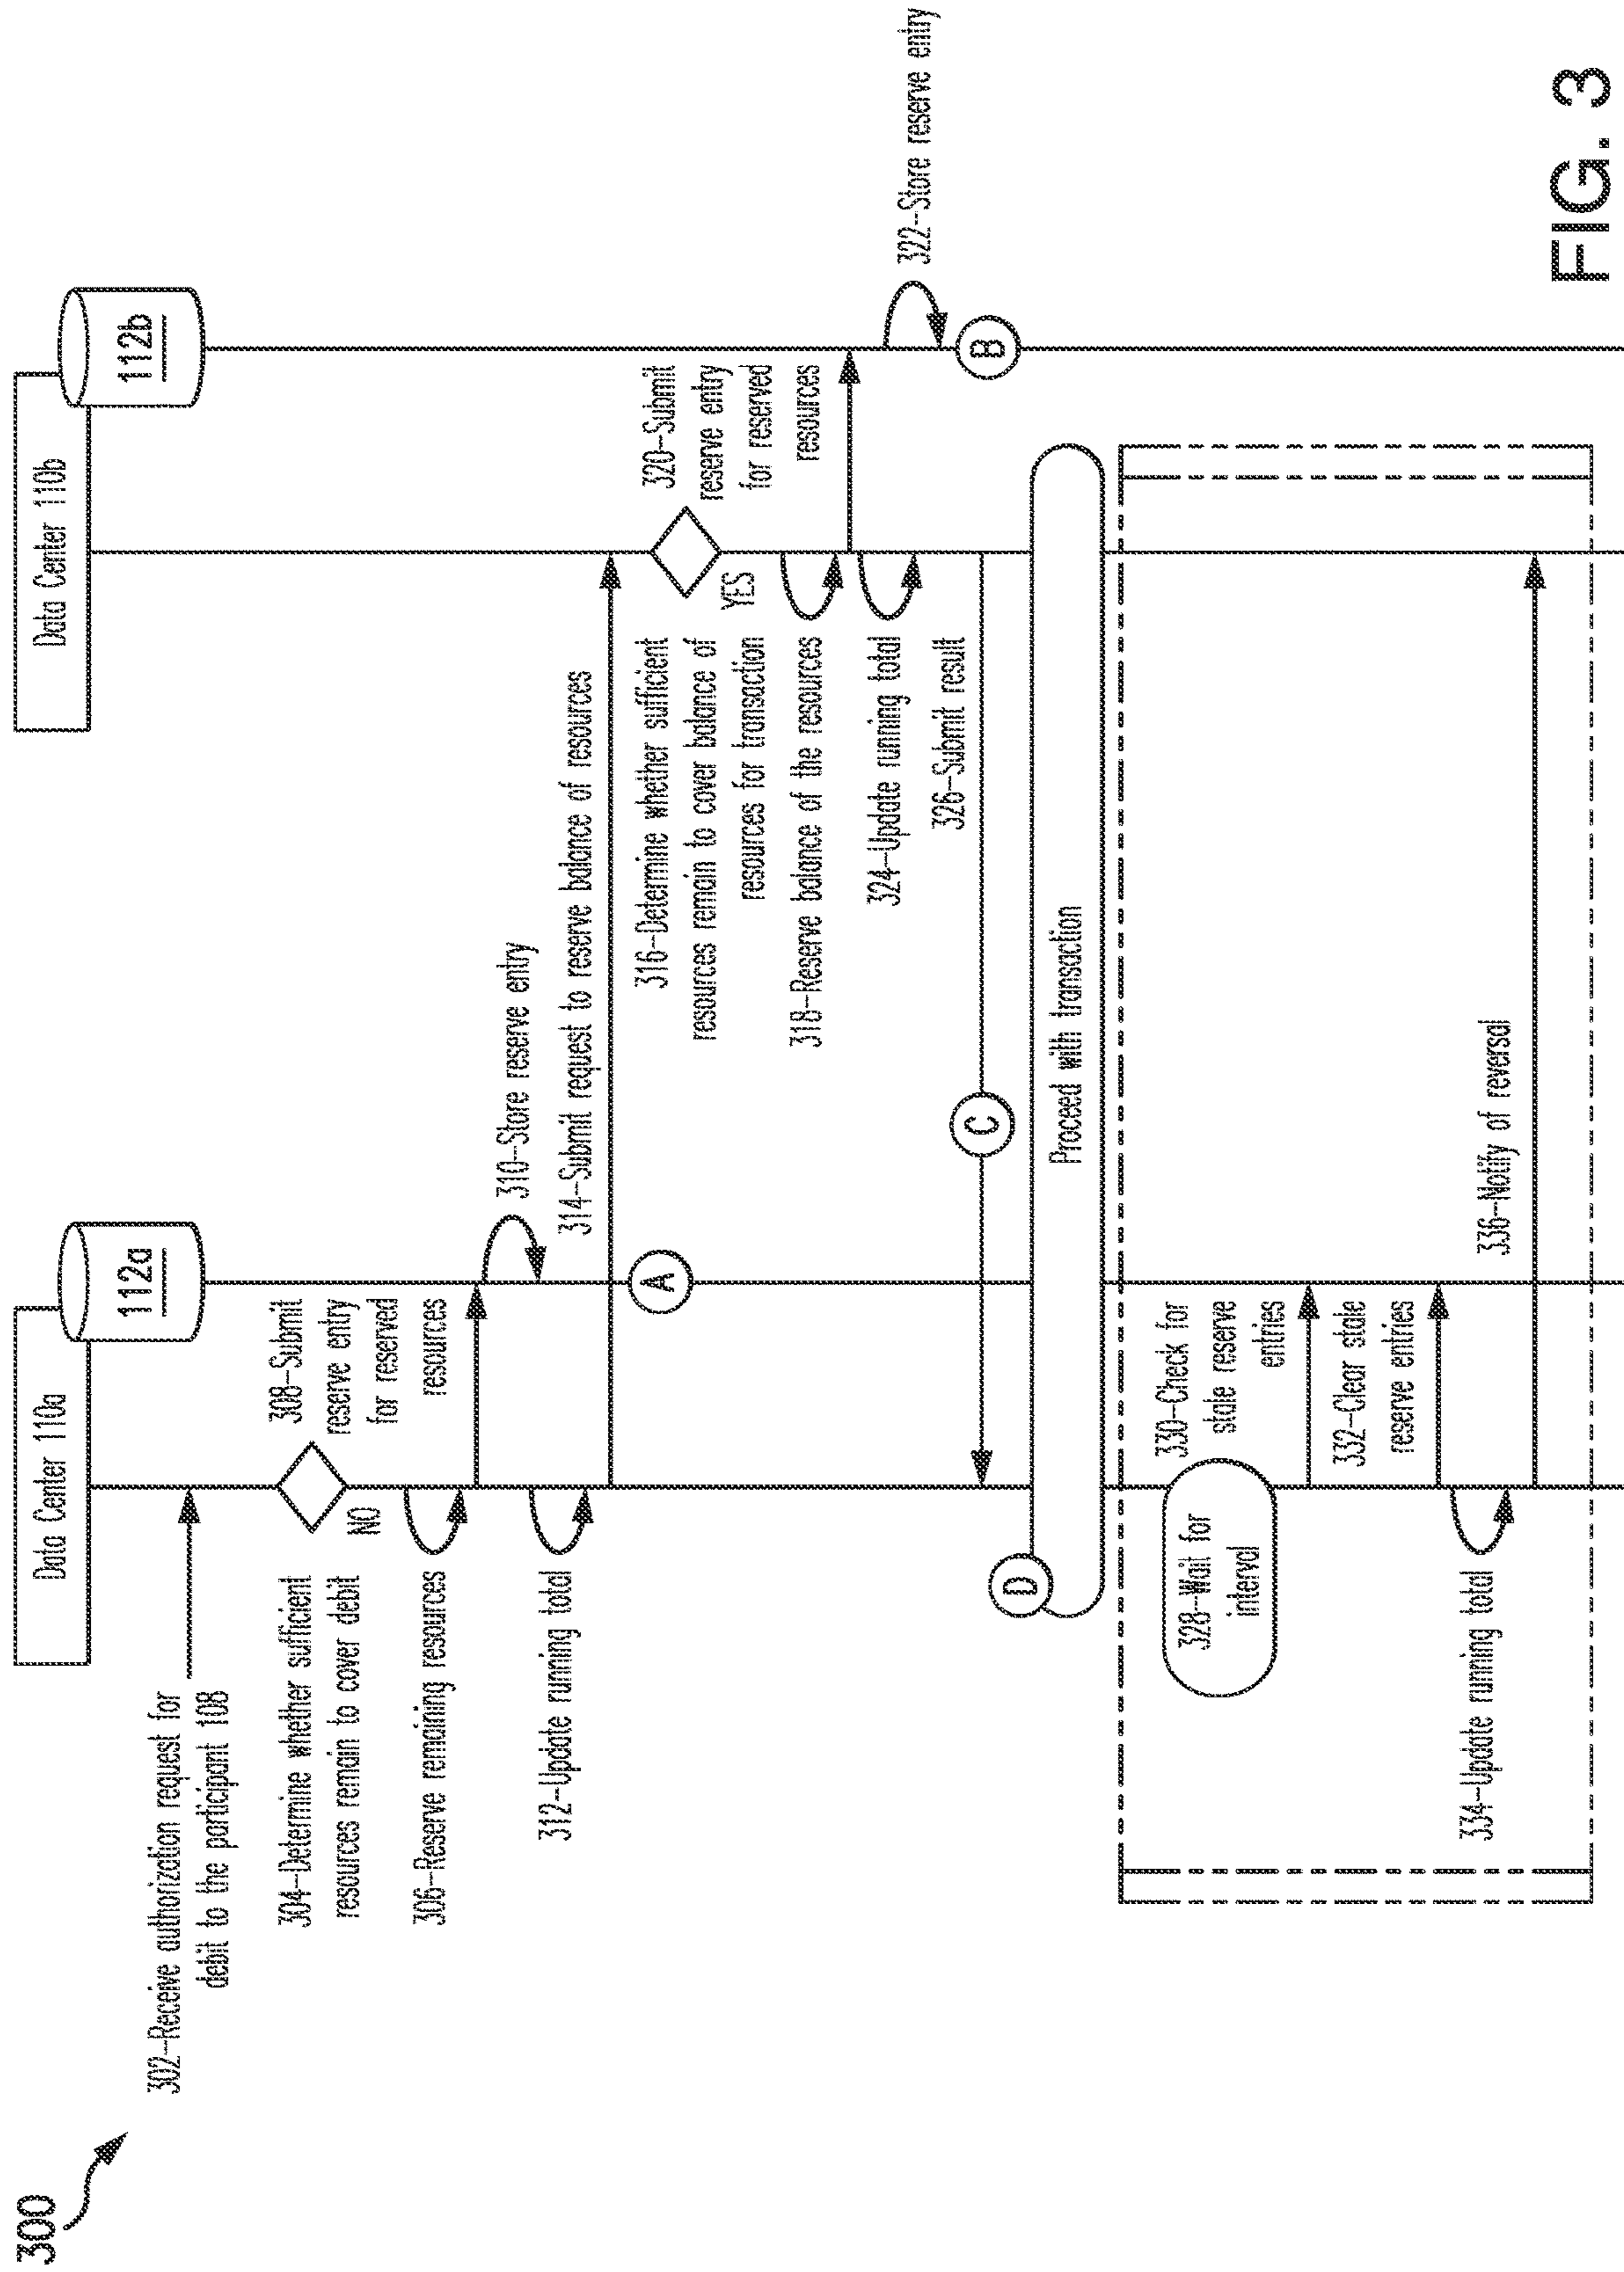 300
Data Center 110a
112a
Data Center 110b
112b
302–Receive authorization request for
debit to the participant 108
304–Determine whether sufficient
resources remain to cover debit
NO
308–Submit
reserve entry
for reserved
resources
306–Reserve remaining resources
310–Store reserve entry
312–Update running total
314–Submit request to reserve balance of resources
A
316–Determine whether sufficient
resources remain to cover balance of
resources for transaction
YES
320–Submit
reserve entry
for reserved
resources
318–Reserve balance of the resources
322–Store reserve entry
324–Update running total
B
326–Submit result
C
D
Proceed with transaction
328–Wait for
interval
330–Check for
stale reserve
entries
332–Clear stale
reserve entries
334–Update running total
336–Notify of reversal
FIG. 3